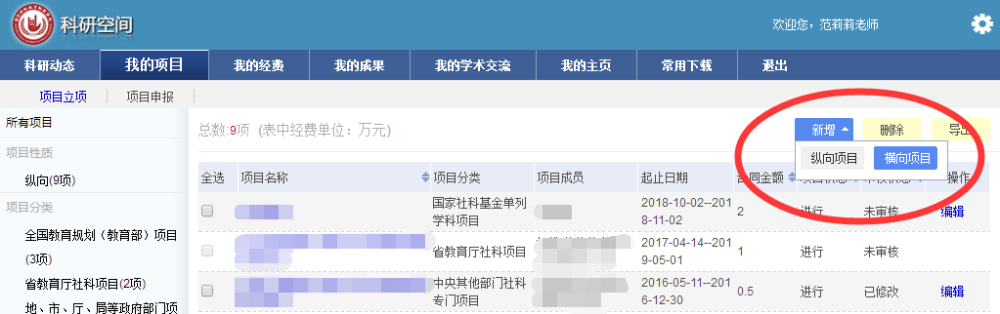 科研空间
欢迎您，范莉莉老师
科研动态 我的项目 我的经费 我的成果 我的学术交流 我的主页 常用下载 退出
项目立项 项目申报
所有项目
项目性质
纵向(9项)
项目分类
全国教育规划（教育部）项目
(3项)
省教育厅社科项目(2项)
地、市、厅、局等政府部门项
总数:9项 (表中经费单位：万元)
新增 删除 导出
纵向项目 横向项目
全选 项目名称 项目分类 项目成员 起止日期 合同金额 项目状态 审核状态 操作
国家社科基金单列
学科项目
2018-10-02--201
8-11-02
2 进行 未审核 编辑
省教育厅社科项目
2017-04-14--201
9-05-01
1 进行 未审核
中央其他部门社科
专门项目
2016-05-11--201
6-12-30
0.5 进行 已修改 编辑